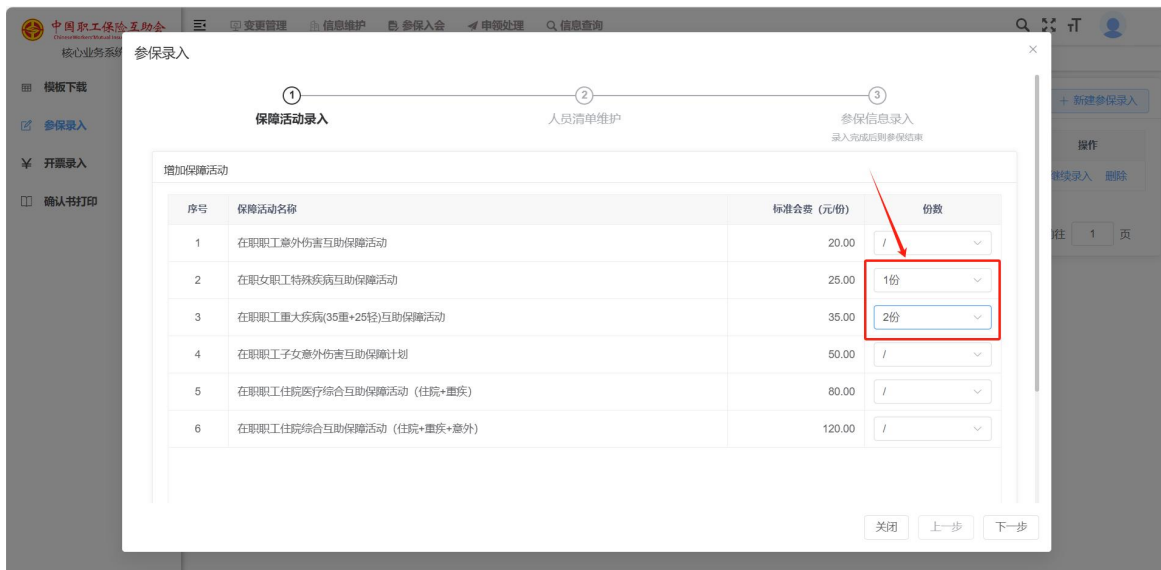 中国职工保险互助会
核心业务系统
变更管理 信息维护 参保入会 申领处理 信息查询
模板下载
参保录入
开票录入
确认书打印
参保录入
1 2 3
保障活动录入 人员清单维护 参保信息录入
录入完成后则参保结束
增加保障活动
序号 保障活动名称 标准会费（元/份） 份数
1 在职职工意外伤害互助保障活动 20.00 /
2 在职女职工特殊疾病互助保障活动 25.00 1份
3 在职职工重大疾病(35重+25轻)互助保障活动 35.00 2份
4 在职职工子女意外伤害互助保障计划 50.00 /
5 在职职工住院医疗综合互助保障活动（住院+重疾） 80.00 /
6 在职职工住院综合互助保障活动（住院+重疾+意外） 120.00 /
关闭 上一步 下一步
+ 新建参保录入
操作
继续录入 删除
前往 1 页